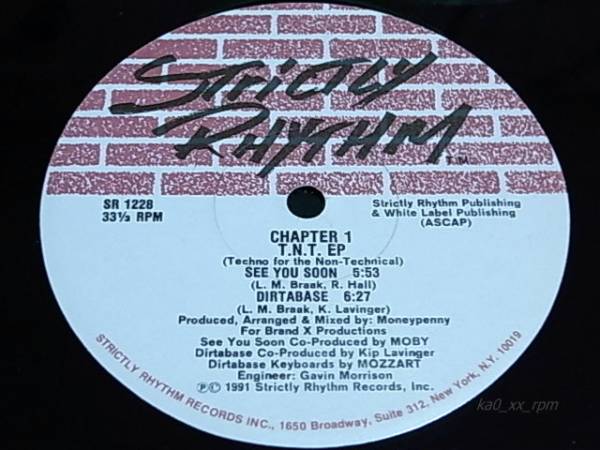 STRICTLY
RHYTHM
T.M.
SR 1228
33⅓ RPM
Strictly Rhythm Publishing
& White Label Publishing
(ASCAP)
CHAPTER 1
T.N.T. EP
(Techno for the Non-Technical)
SEE YOU SOON 5:53
(L. M. Braak, R. Hall)
DIRTABASE 6:27
(L. M. Braak, K. Lavinger)
Produced, Arranged & Mixed by: Moneypenny
For Brand X Productions
See You Soon Co-Produced by MOBY
Dirtabase Co-Produced by Kip Lavinger
Dirtabase Keyboards by MOZZART
Engineer: Gavin Morrison
℗© 1991 Strictly Rhythm Records, Inc.
STRICTLY RHYTHM RECORDS INC., 1650 Broadway, Suite 312, New York, N.Y. 10019
ka0_xx_rpm